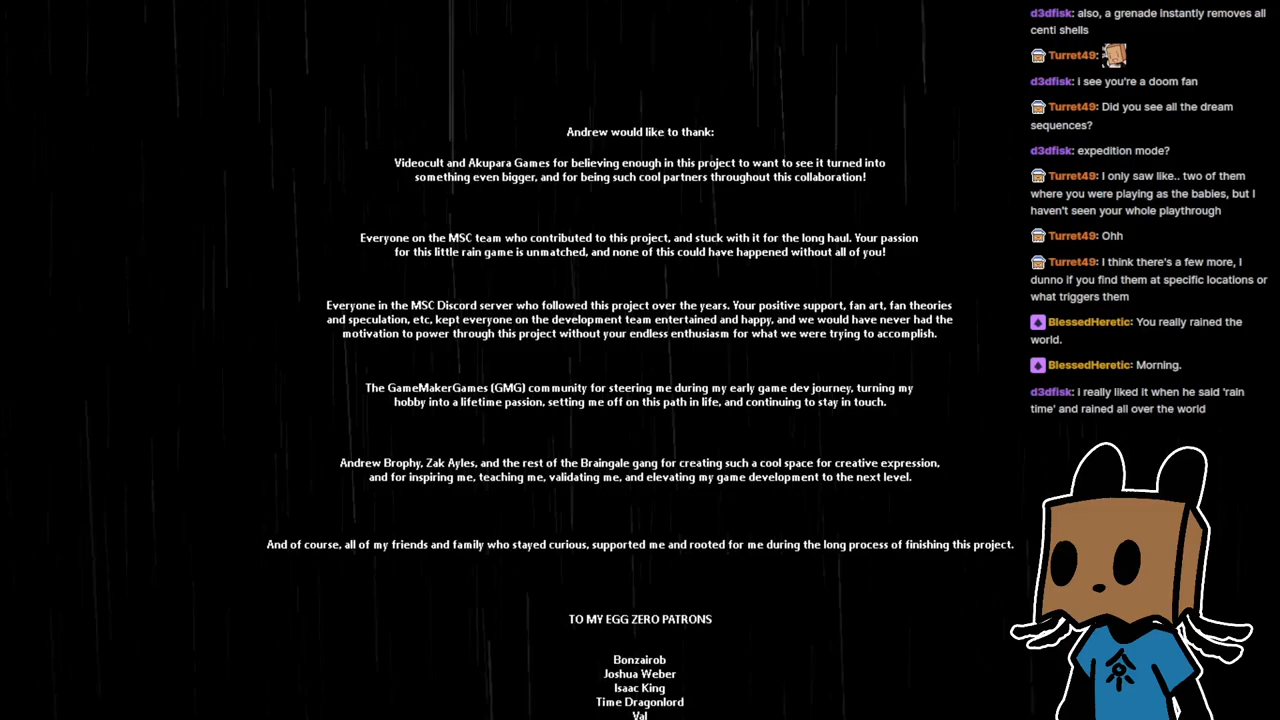 Andrew would like to thank:
Videocult and Akupara Games for believing enough in this project to want to see it turned into
something even bigger, and for being such cool partners throughout this collaboration!
Everyone on the MSC team who contributed to this project, and stuck with it for the long haul. Your passion
for this little rain game is unmatched, and none of this could have happened without all of you!
Everyone in the MSC Discord server who followed this project over the years. Your positive support, fan art, fan theories
and speculation, etc, kept everyone on the development team entertained and happy, and we would have never had the
motivation to power through this project without your endless enthusiasm for what we were trying to accomplish.
The GameMakerGames (GMG) community for steering me during my early game dev journey, turning my
hobby into a lifetime passion, setting me off on this path in life, and continuing to stay in touch.
Andrew Brophy, Zak Ayles, and the rest of the Braingale gang for creating such a cool space for creative expression,
and for inspiring me, teaching me, validating me, and elevating my game development to the next level.
And of course, all of my friends and family who stayed curious, supported me and rooted for me during the long process of finishing this project.
TO MY EGG ZERO PATRONS
Bonzairob
Joshua Weber
Isaac King
Time Dragonlord
Val
d3dfisk: also, a grenade instantly removes all
centi shells
Turret49:
d3dfisk: i see you're a doom fan
Turret49: Did you see all the dream
sequences?
d3dfisk: expedition mode?
Turret49: I only saw like.. two of them
where you were playing as the babies, but I
haven't seen your whole playthrough
Turret49: Ohh
Turret49: I think there's a few more, I
dunno if you find them at specific locations or
what triggers them
BlessedHeretic: You really rained the
world.
BlessedHeretic: Morning.
d3dfisk: i really liked it when he said 'rain
time' and rained all over the world